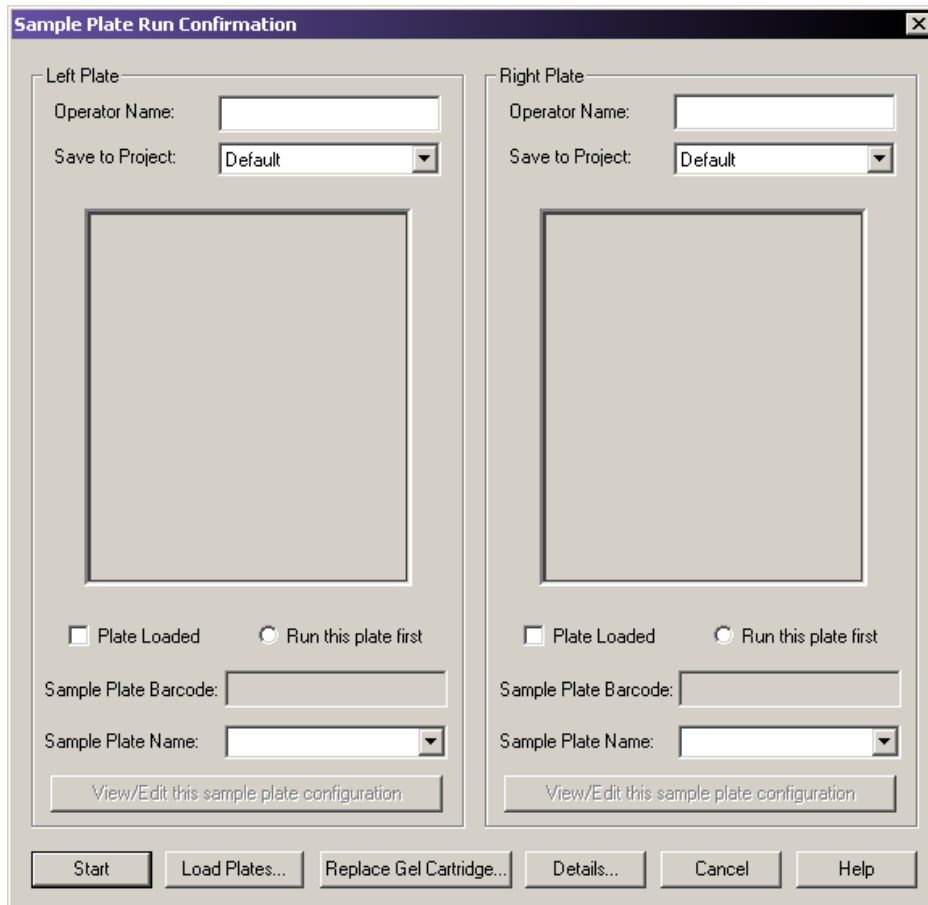 Sample Plate Run Confirmation
Left Plate
Operator Name:
Save to Project:
Default
Plate Loaded
Run this plate first
Sample Plate Barcode:
Sample Plate Name:
View/Edit this sample plate configuration
Right Plate
Operator Name:
Save to Project:
Default
Plate Loaded
Run this plate first
Sample Plate Barcode:
Sample Plate Name:
View/Edit this sample plate configuration
Start
Load Plates...
Replace Gel Cartridge...
Details...
Cancel
Help